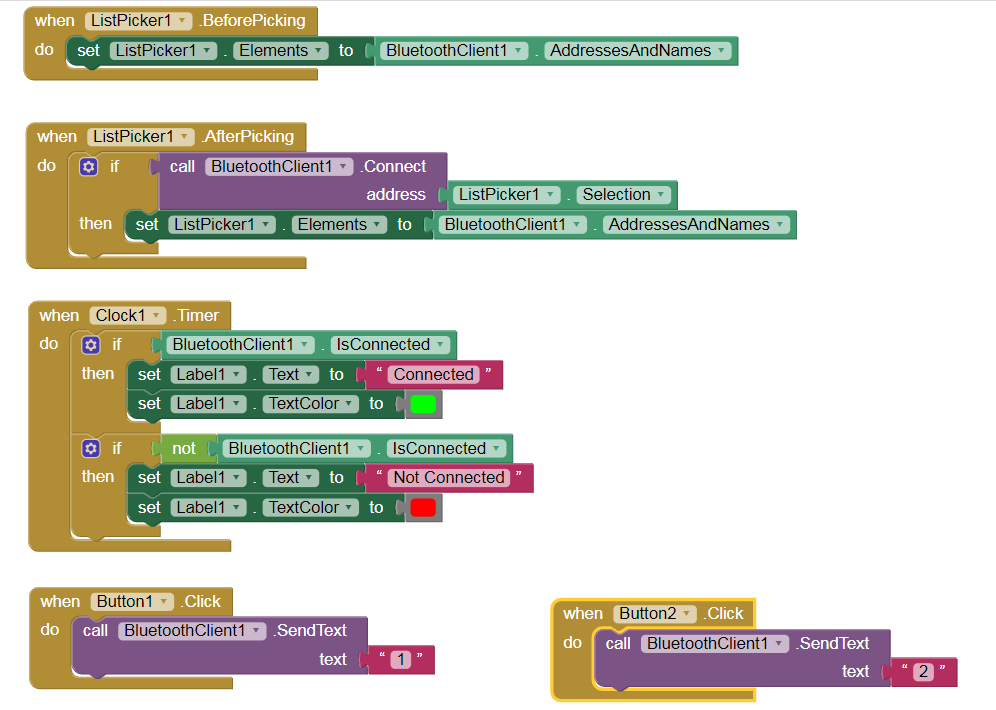 when ListPicker1 .BeforePicking
do set ListPicker1 . Elements to BluetoothClient1 . AddressesAndNames
when ListPicker1 .AfterPicking
do if call BluetoothClient1 .Connect
address ListPicker1 . Selection
then set ListPicker1 . Elements to BluetoothClient1 . AddressesAndNames
when Clock1 .Timer
do if BluetoothClient1 . IsConnected
then set Label1 . Text to “ Connected ”
set Label1 . TextColor to
if not BluetoothClient1 . IsConnected
then set Label1 . Text to “ Not Connected ”
set Label1 . TextColor to
when Button1 .Click
do call BluetoothClient1 .SendText
text “ 1 ”
when Button2 .Click
do call BluetoothClient1 .SendText
text “ 2 ”